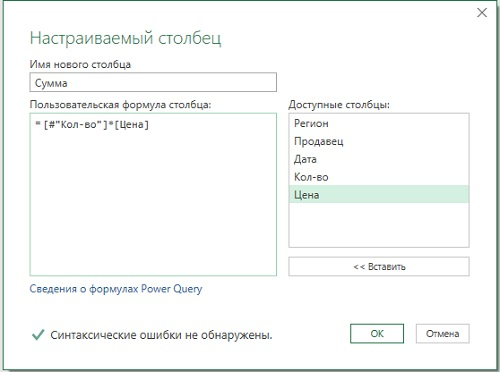 Настраиваемый столбец
Имя нового столбца
Сумма
Пользовательская формула столбца:
= [#"Кол-во"]*[Цена]
Доступные столбцы:
Регион
Продавец
Дата
Кол-во
Цена
<< Вставить
Сведения о формулах Power Query
Синтаксические ошибки не обнаружены.
ОК
Отмена